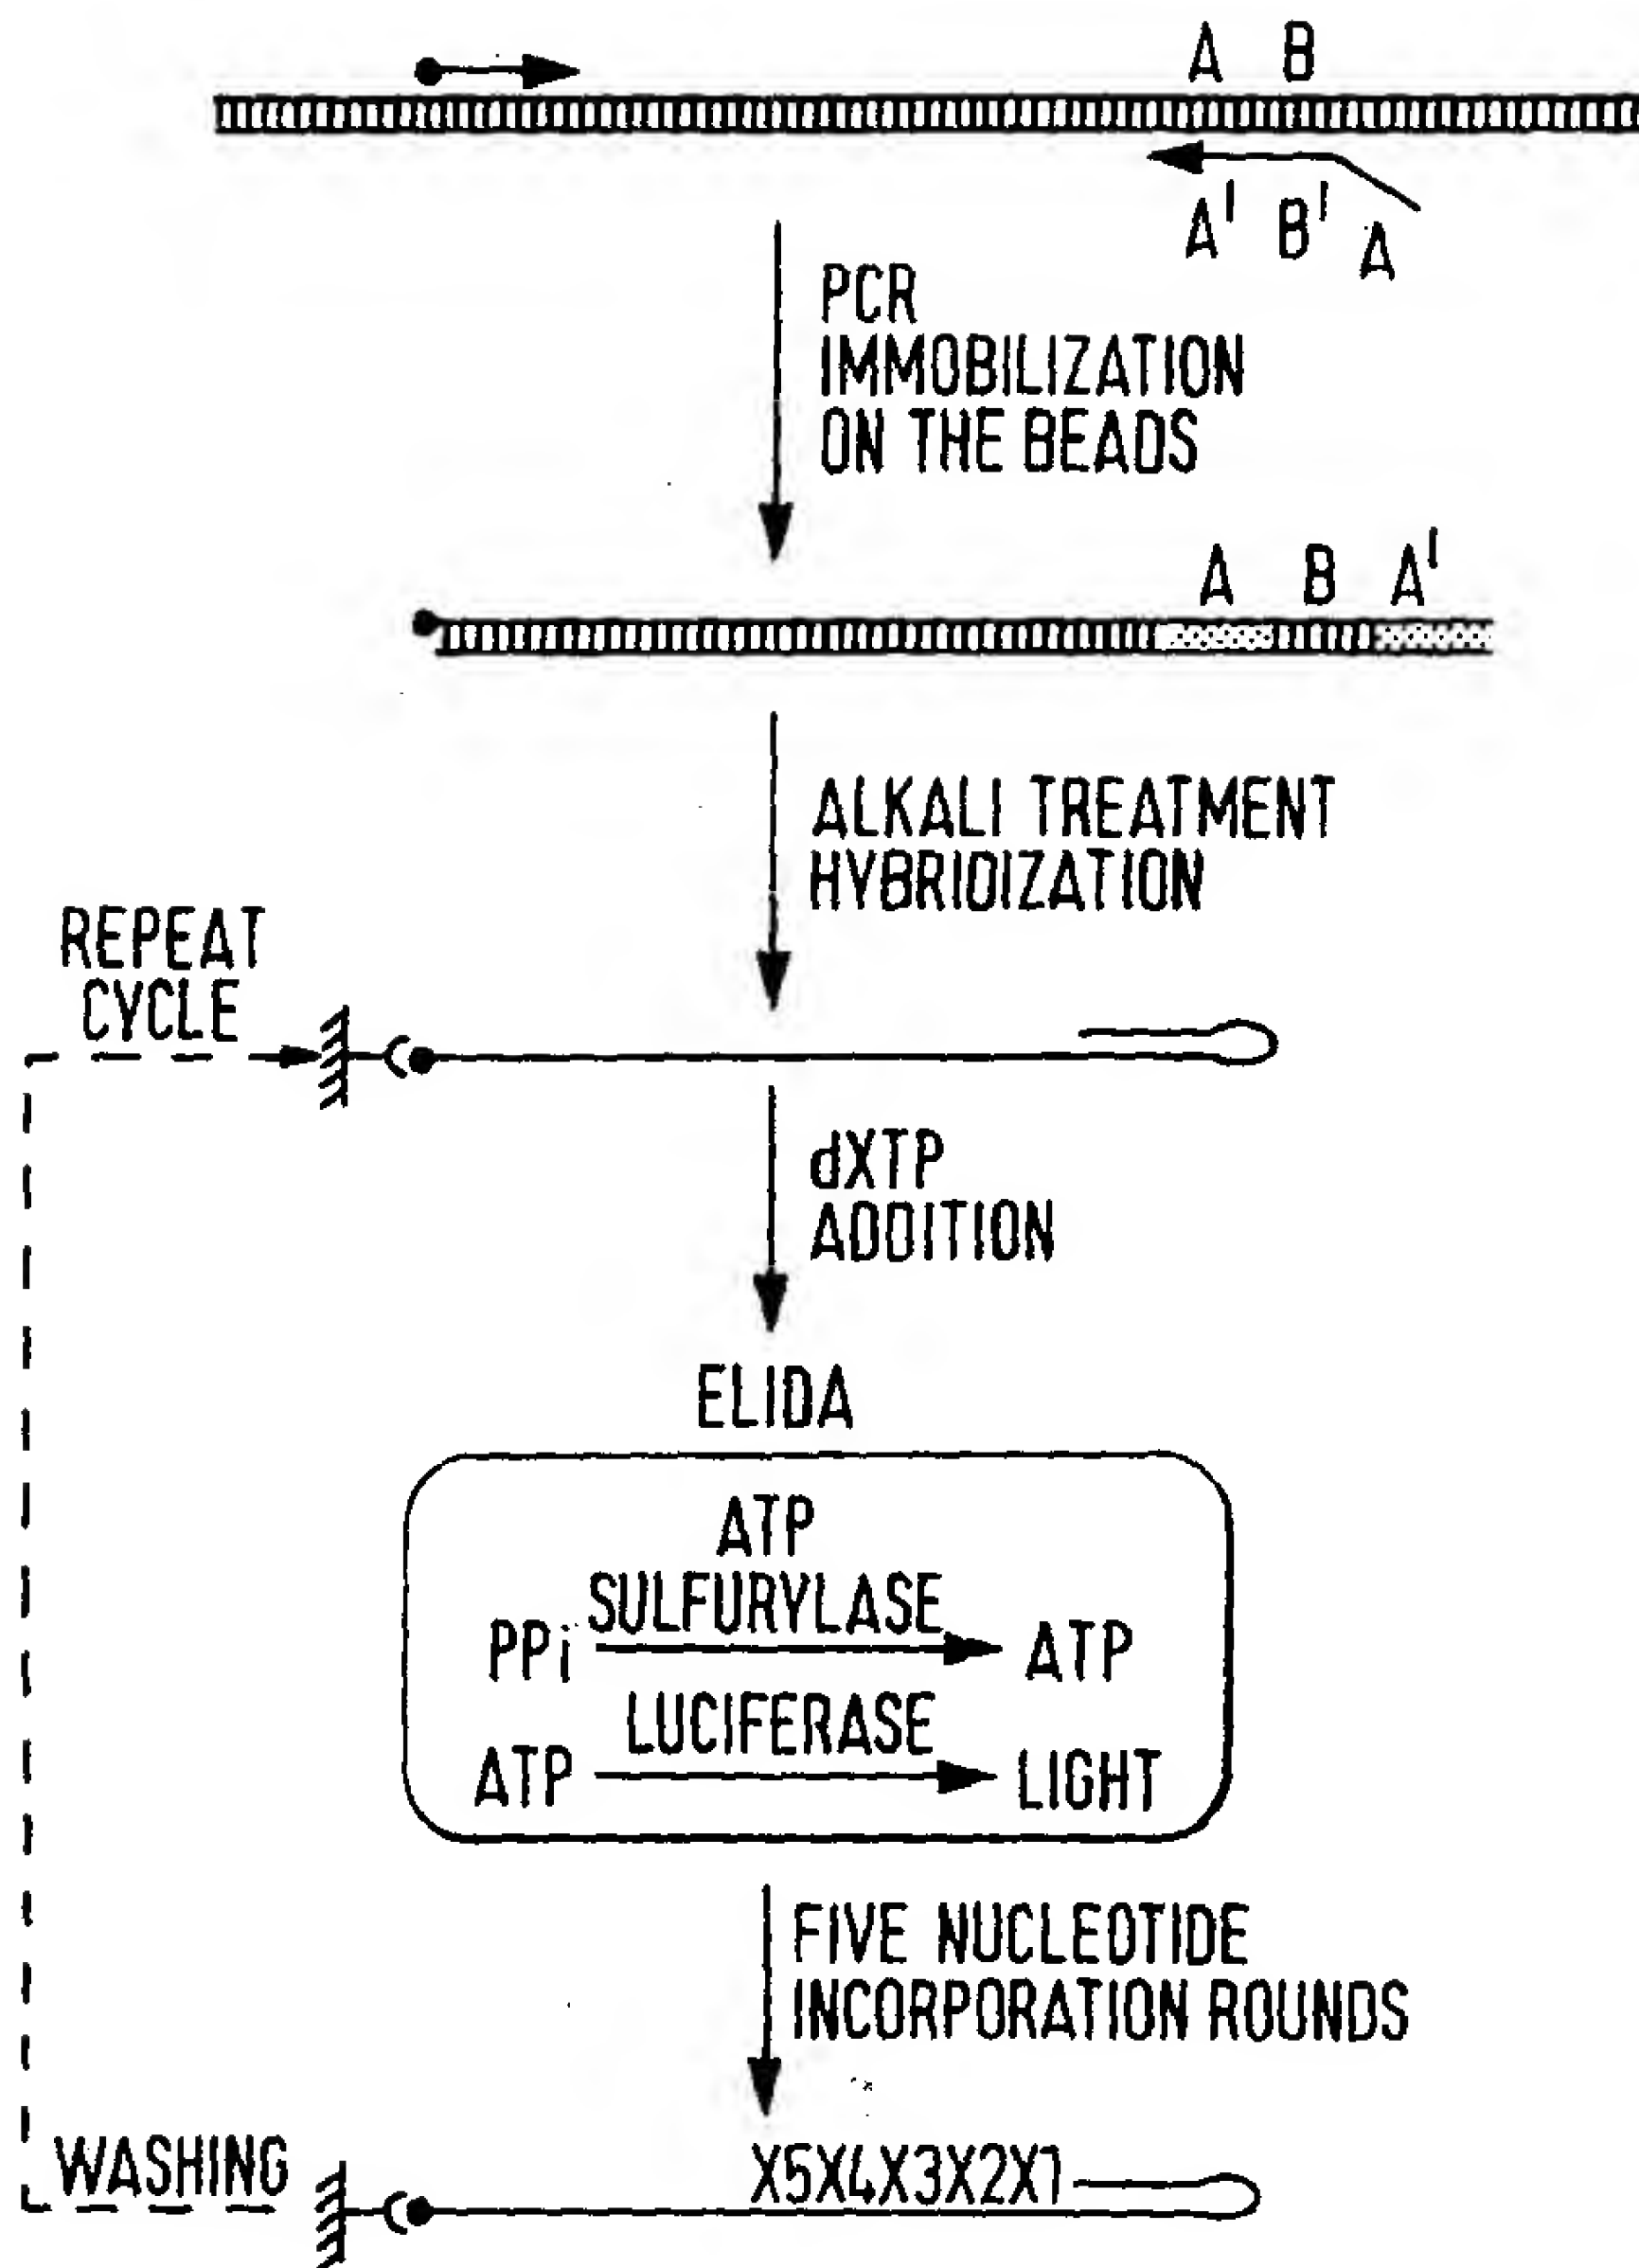 A B
A' B' A
PCR
IMMOBILIZATION
ON THE BEADS
A B A'
ALKALI TREATMENT
HYBRIDIZATION
REPEAT
CYCLE
dXTP
ADDITION
ELIDA
ATP
SULFURYLASE
PPi ATP
LUCIFERASE
ATP LIGHT
FIVE NUCLEOTIDE
INCORPORATION ROUNDS
WASHING
X5X4X3X2X1